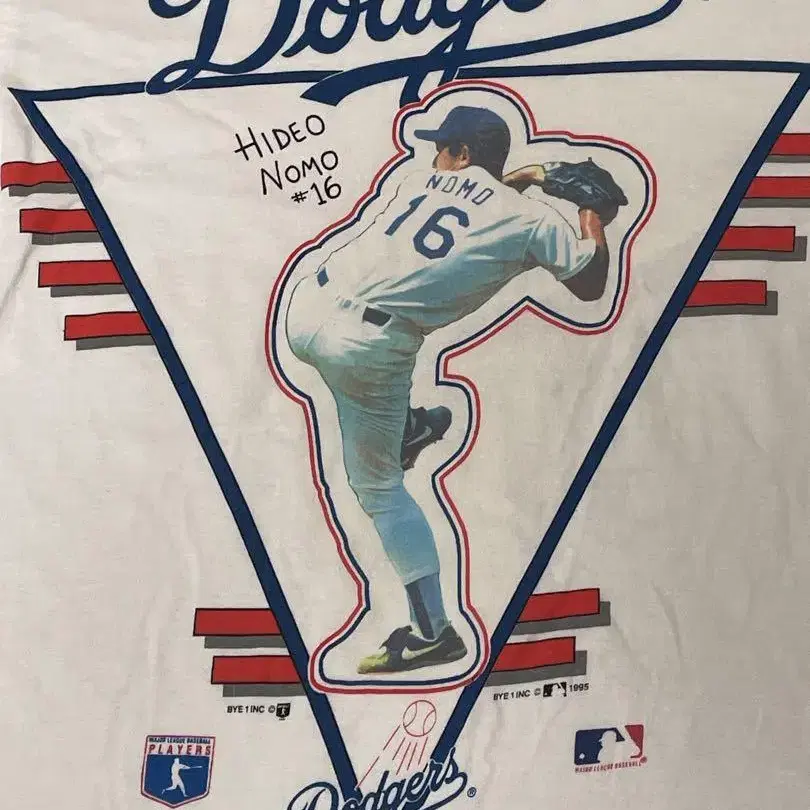 Dodgers
HIDEO
NOMO
#16
NOMO
16
BYE 1 INC ©
BYE 1 INC © 1995
MAJOR LEAGUE BASEBALL
PLAYERS
MAJOR LEAGUE BASEBALL®
Dodgers®